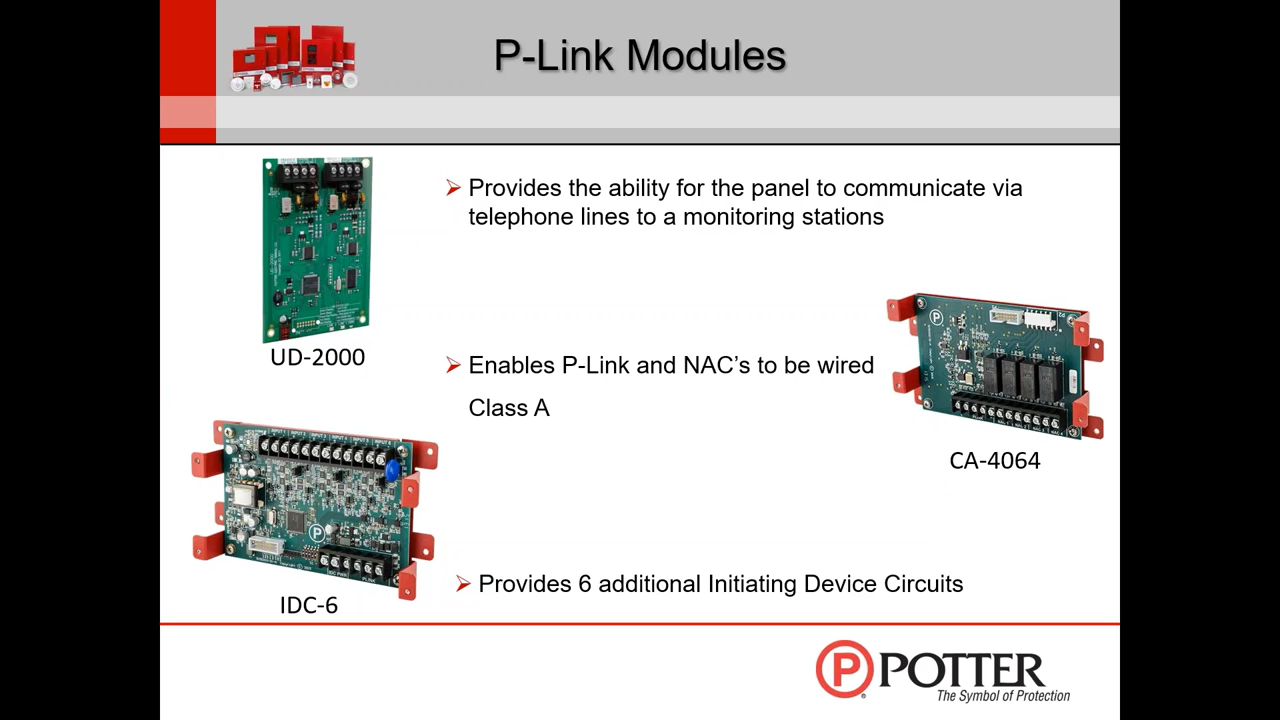 P-Link Modules
Provides the ability for the panel to communicate via
telephone lines to a monitoring stations
UD-2000
Enables P-Link and NAC’s to be wired
Class A
CA-4064
IDC-6
Provides 6 additional Initiating Device Circuits
P POTTER
®
The Symbol of Protection